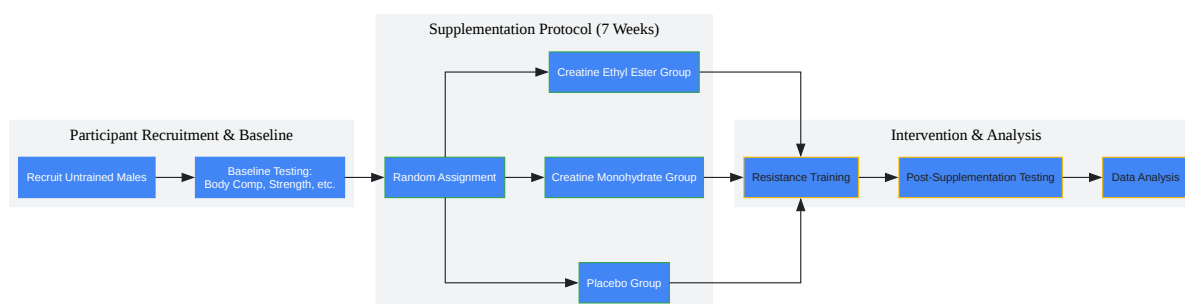 Supplementation Protocol (7 Weeks)
Creatine Ethyl Ester Group
Participant Recruitment & Baseline
Intervention & Analysis
Recruit Untrained Males
Baseline Testing:
Body Comp, Strength, etc.
Random Assignment
Creatine Monohydrate Group
Resistance Training
Post-Supplementation Testing
Data Analysis
Placebo Group